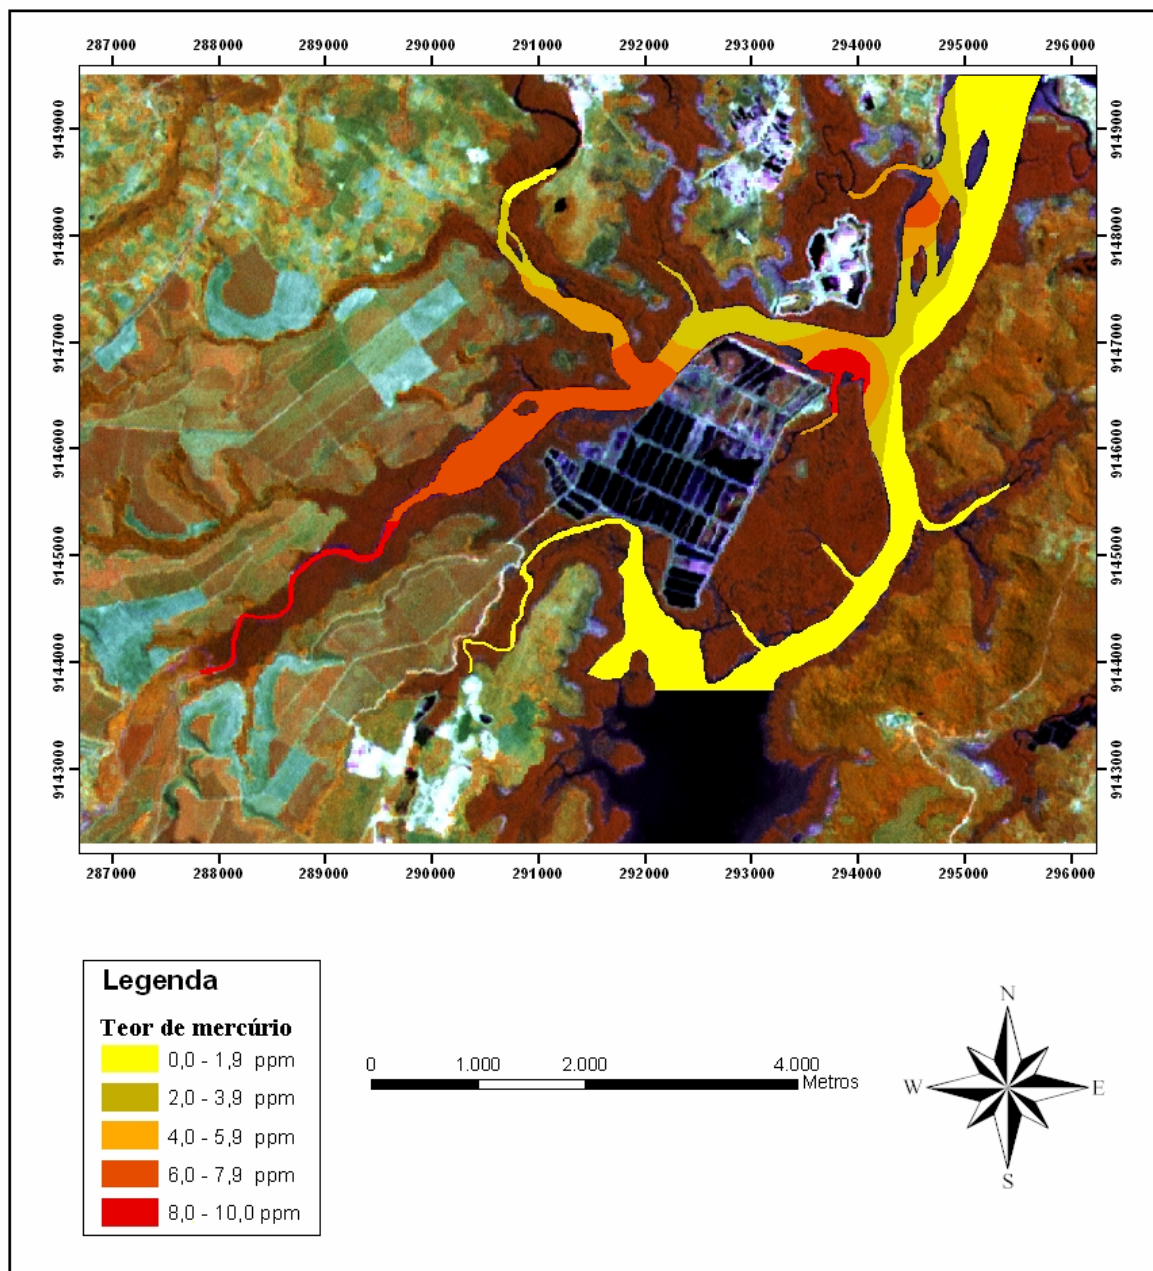 287000 288000 289000 290000 291000 292000 293000 294000 295000 296000
9149000 9149000
9148000 9148000
9147000 9147000
9146000 9146000
9145000 9145000
9144000 9144000
9143000 9143000
287000 288000 289000 290000 291000 292000 293000 294000 295000 296000
Legenda
Teor de mercúrio
0,0 - 1,9 ppm
2,0 - 3,9 ppm
4,0 - 5,9 ppm
6,0 - 7,9 ppm
8,0 - 10,0 ppm
0 1.000 2.000 4.000
Metros
N
W E
S